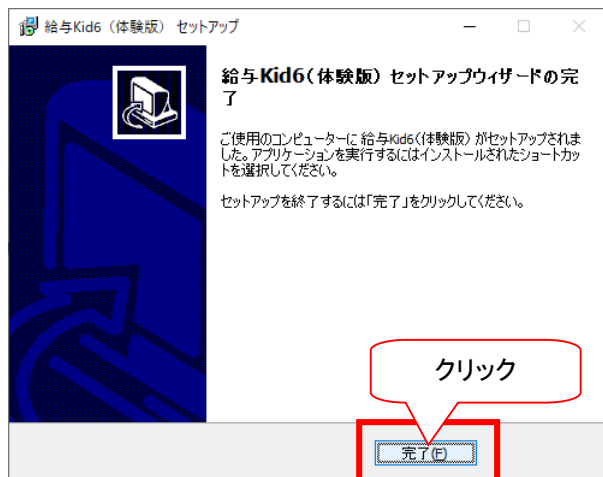 給与Kid6（体験版） セットアップ
給与Kid6(体験版) セットアップウィザードの完
了
ご使用のコンピューターに 給与Kid6(体験版) がセットアップされま
した。アプリケーションを実行するにはインストールされたショートカッ
トを選択してください。
セットアップを終了するには「完了」をクリックしてください。
クリック
完了(F)